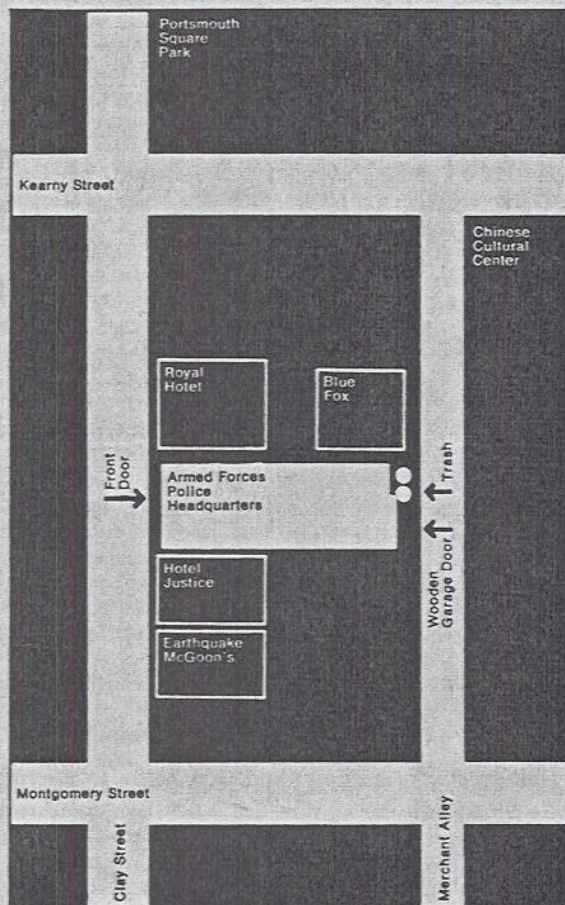 Portsmouth
Square
Park
Kearny Street
Chinese
Cultural
Center
Royal
Hotel
Blue
Fox
Front
Door
Armed Forces
Police
Headquarters
Trash
Hotel
Justice
Wooden
Garage Door
Earthquake
McGoon's
Montgomery Street
Clay Street
Merchant Alley